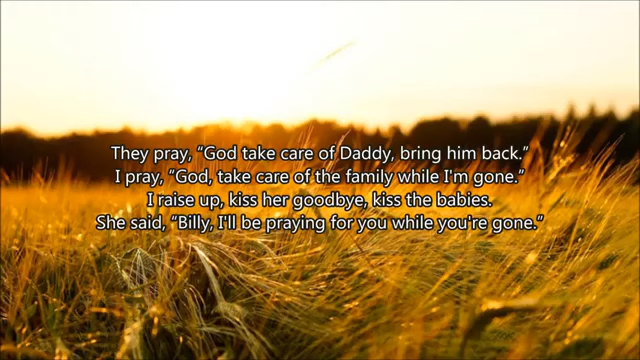 They pray, “God take care of Daddy, bring him back.”
I pray, “God, take care of the family while I'm gone.”
I raise up, kiss her goodbye, kiss the babies.
She said, “Billy, I'll be praying for you while you're gone.”